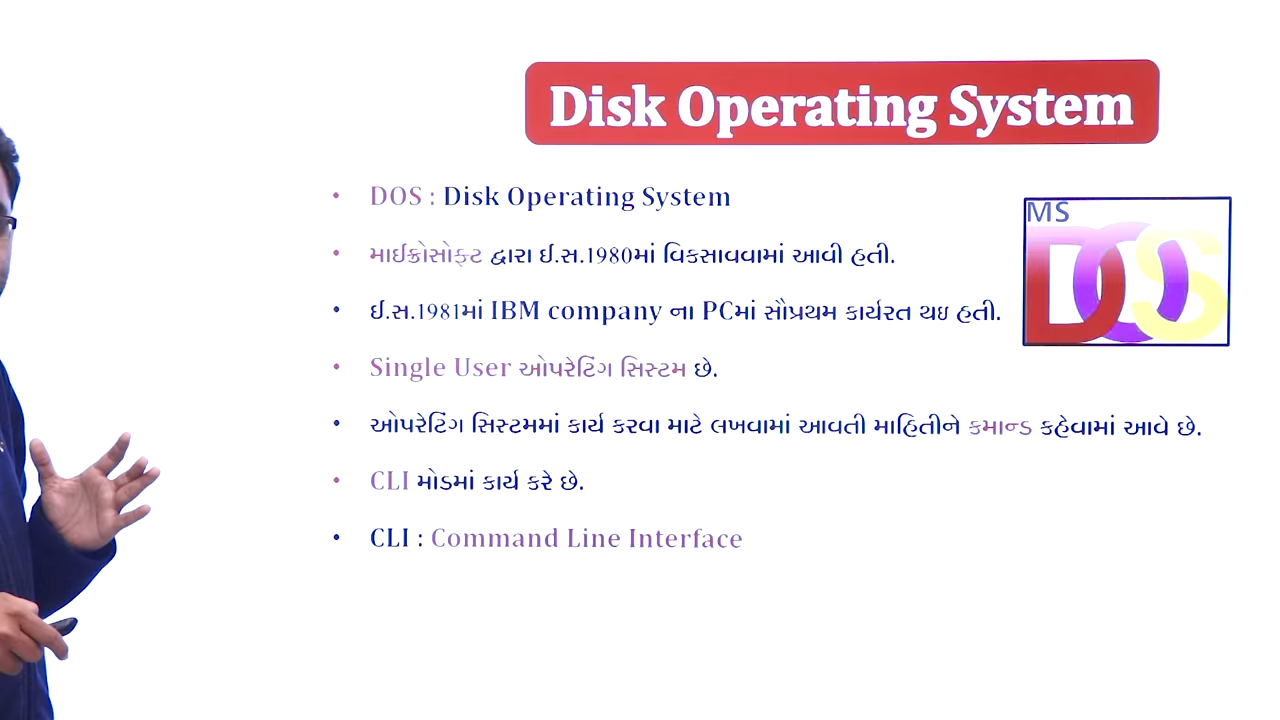 Disk Operating System
• DOS : Disk Operating System
• માઈક્રોસોફ્ટ દ્વારા ઈ.સ.1980માં વિકસાવવામાં આવી હતી.
• ઈ.સ.1981માં IBM company ના PCમાં સૌપ્રથમ કાર્યરત થઇ હતી.
• Single User ઓપરેટિંગ સિસ્ટમ છે.
• ઓપરેટિંગ સિસ્ટમમાં કાર્ય કરવા માટે લખવામાં આવતી માહિતીને કમાન્ડ કહેવામાં આવે છે.
• CLI મોડમાં કાર્ય કરે છે.
• CLI : Command Line Interface
MS
DOS